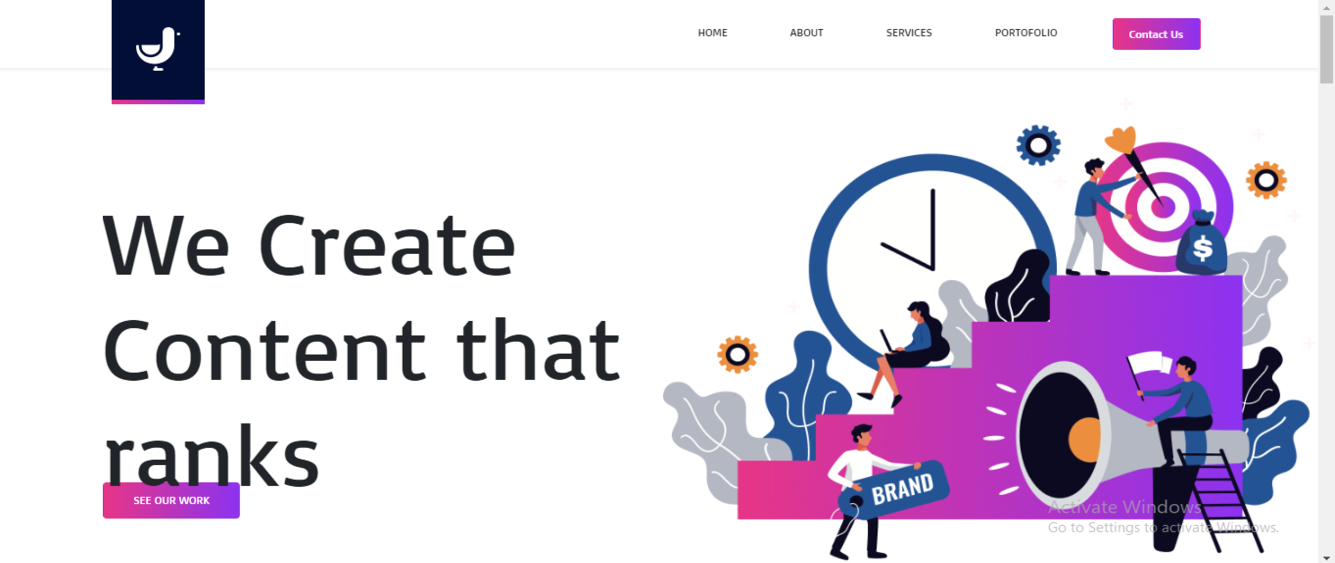 HOME ABOUT SERVICES PORTOFOLIO Contact Us
We Create
Content that
ranks
SEE OUR WORK
$
BRAND
Activate Windows
Go to Settings to activate Windows.